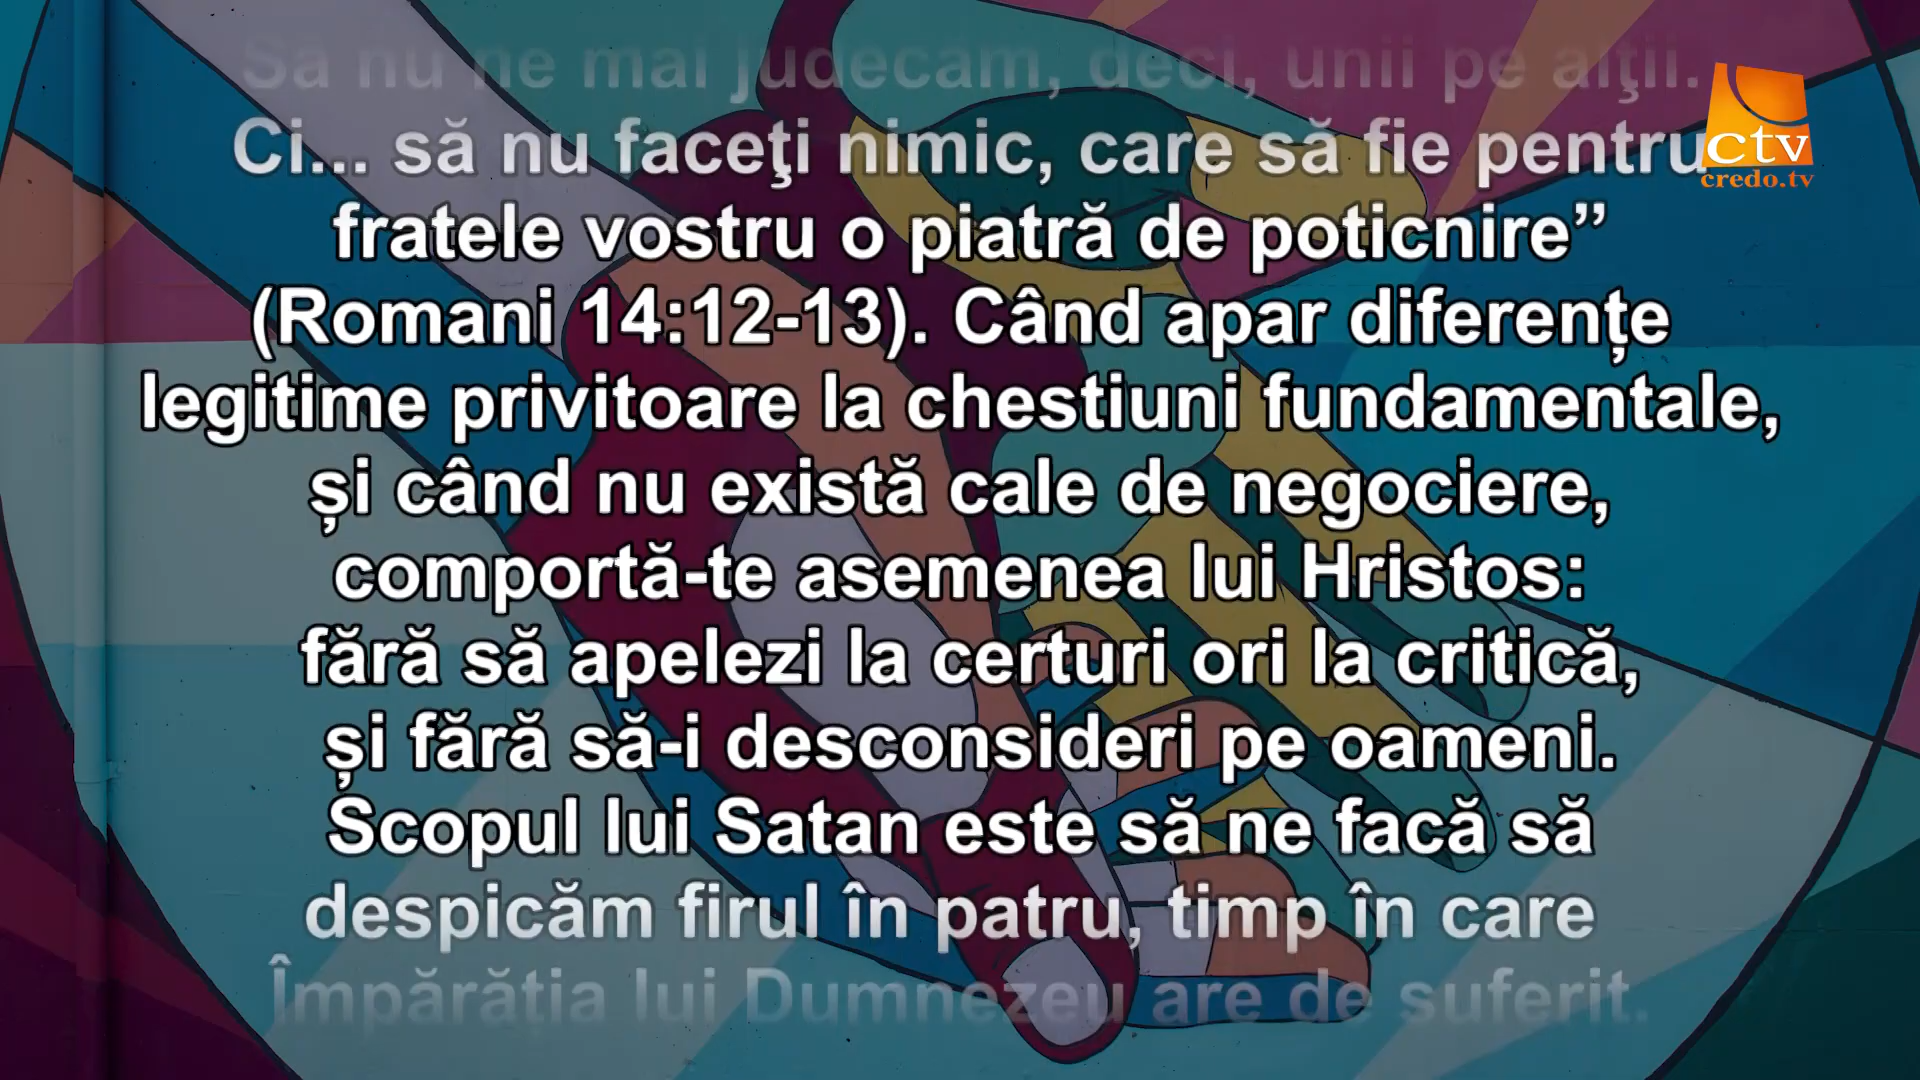 Să nu ne mai judecăm, deci, unii pe alţii.
Ci... să nu faceţi nimic, care să fie pentru
fratele vostru o piatră de poticnire”
(Romani 14:12-13). Când apar diferențe
legitime privitoare la chestiuni fundamentale,
și când nu există cale de negociere,
comportă-te asemenea lui Hristos:
fără să apelezi la certuri ori la critică,
și fără să-i desconsideri pe oameni.
Scopul lui Satan este să ne facă să
despicăm firul în patru, timp în care
Împărăția lui Dumnezeu are de suferit.
ctv
credo.tv